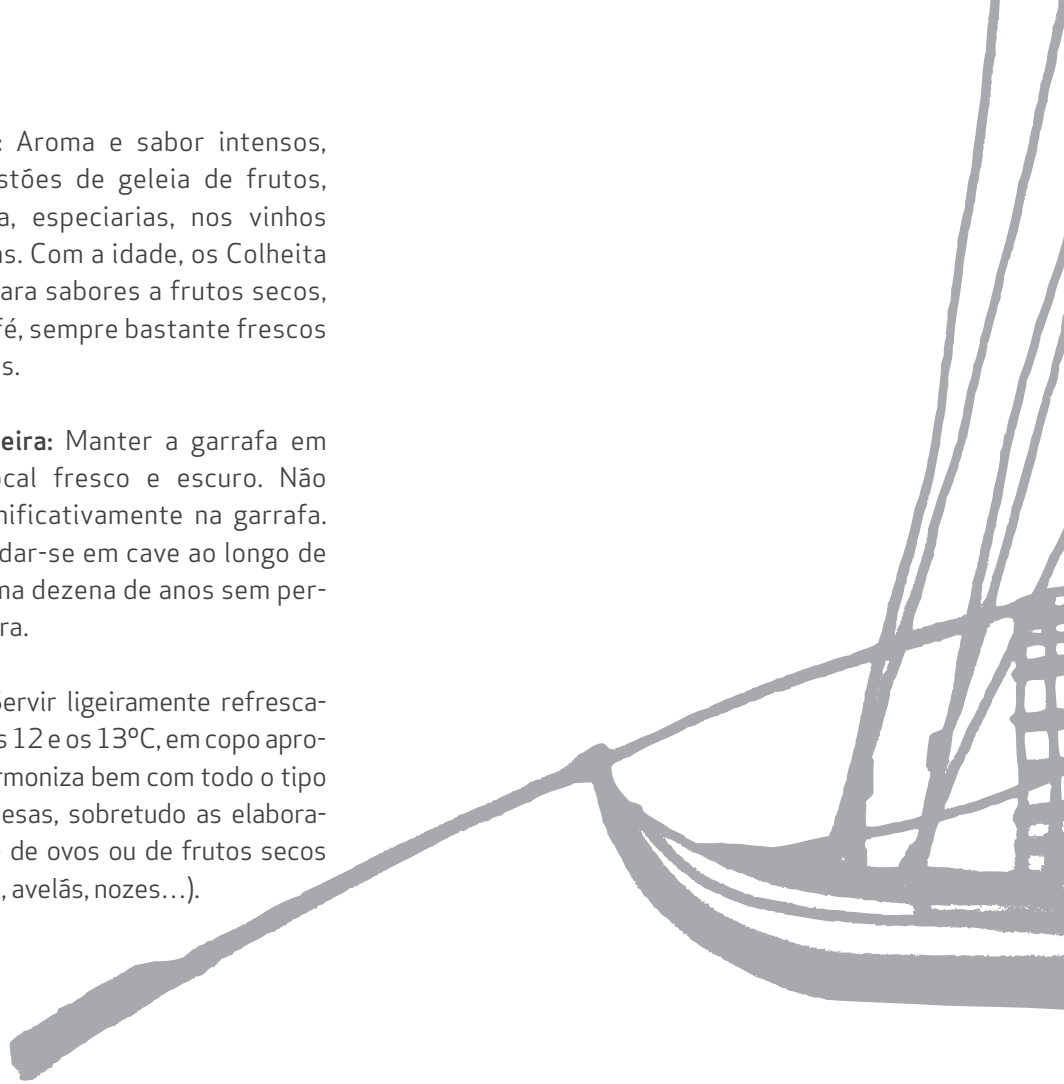 : Aroma e sabor intensos,
stões de geleia de frutos,
a, especiarias, nos vinhos
as. Com a idade, os Colheita
ara sabores a frutos secos,
fé, sempre bastante frescos
s.
eira: Manter a garrafa em
ocal fresco e escuro. Não
nificativamente na garrafa.
dar-se em cave ao longo de
ma dezena de anos sem per-
ra.
Servir ligeiramente refresca-
s 12 e os 13ºC, em copo apro-
rmoniza bem com todo o tipo
esas, sobretudo as elabora-
de ovos ou de frutos secos
, avelãs, nozes...).